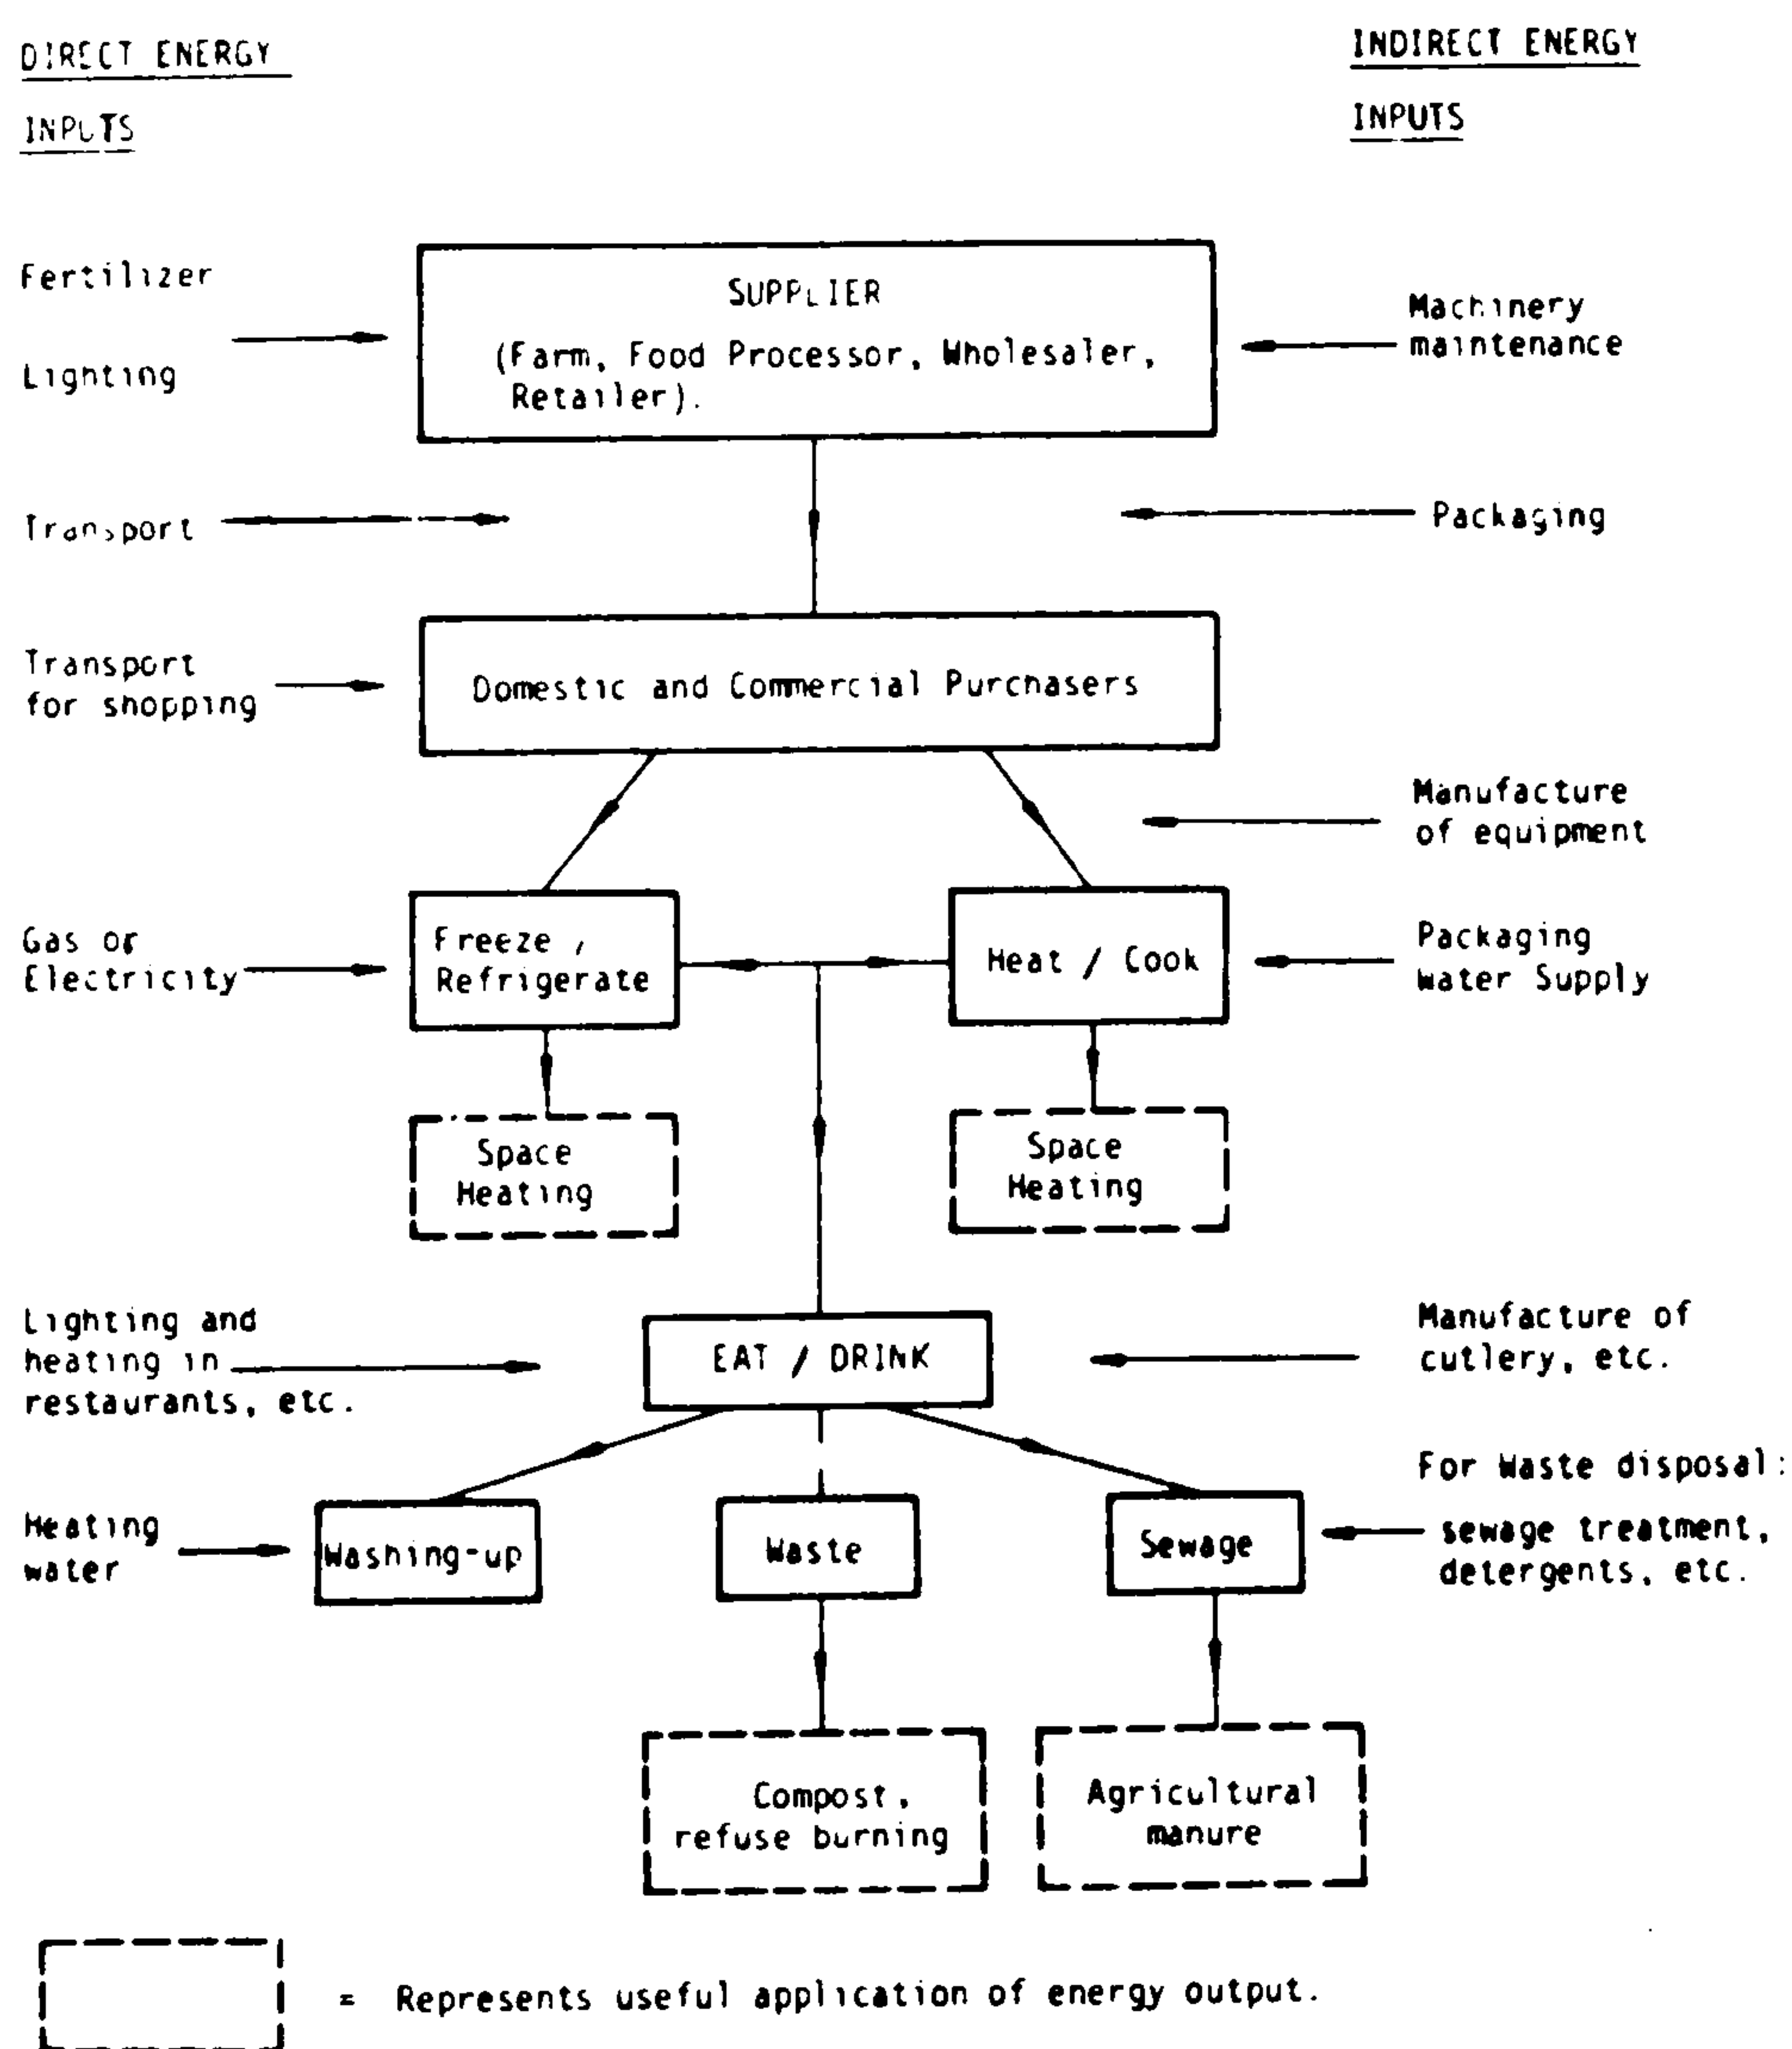 DIRECT ENERGY
INPUTS
INDIRECT ENERGY
INPUTS
Fertilizer
Lighting
SUPPLIER
(Farm, Food Processor, Wholesaler,
Retailer).
Machinery
maintenance
Transport
Packaging
Transport
for shopping
Domestic and Commercial Purchasers
Manufacture
of equipment
Gas or
Electricity
Freeze /
Refrigerate
Heat / Cook
Packaging
Water Supply
Space
Heating
Space
Heating
Lighting and
heating in
restaurants, etc.
EAT / DRINK
Manufacture of
cutlery, etc.
For Waste disposal:
sewage treatment,
detergents, etc.
Heating
water
Washing-up
Waste
Sewage
Compost,
refuse burning
Agricultural
manure
= Represents useful application of energy output.